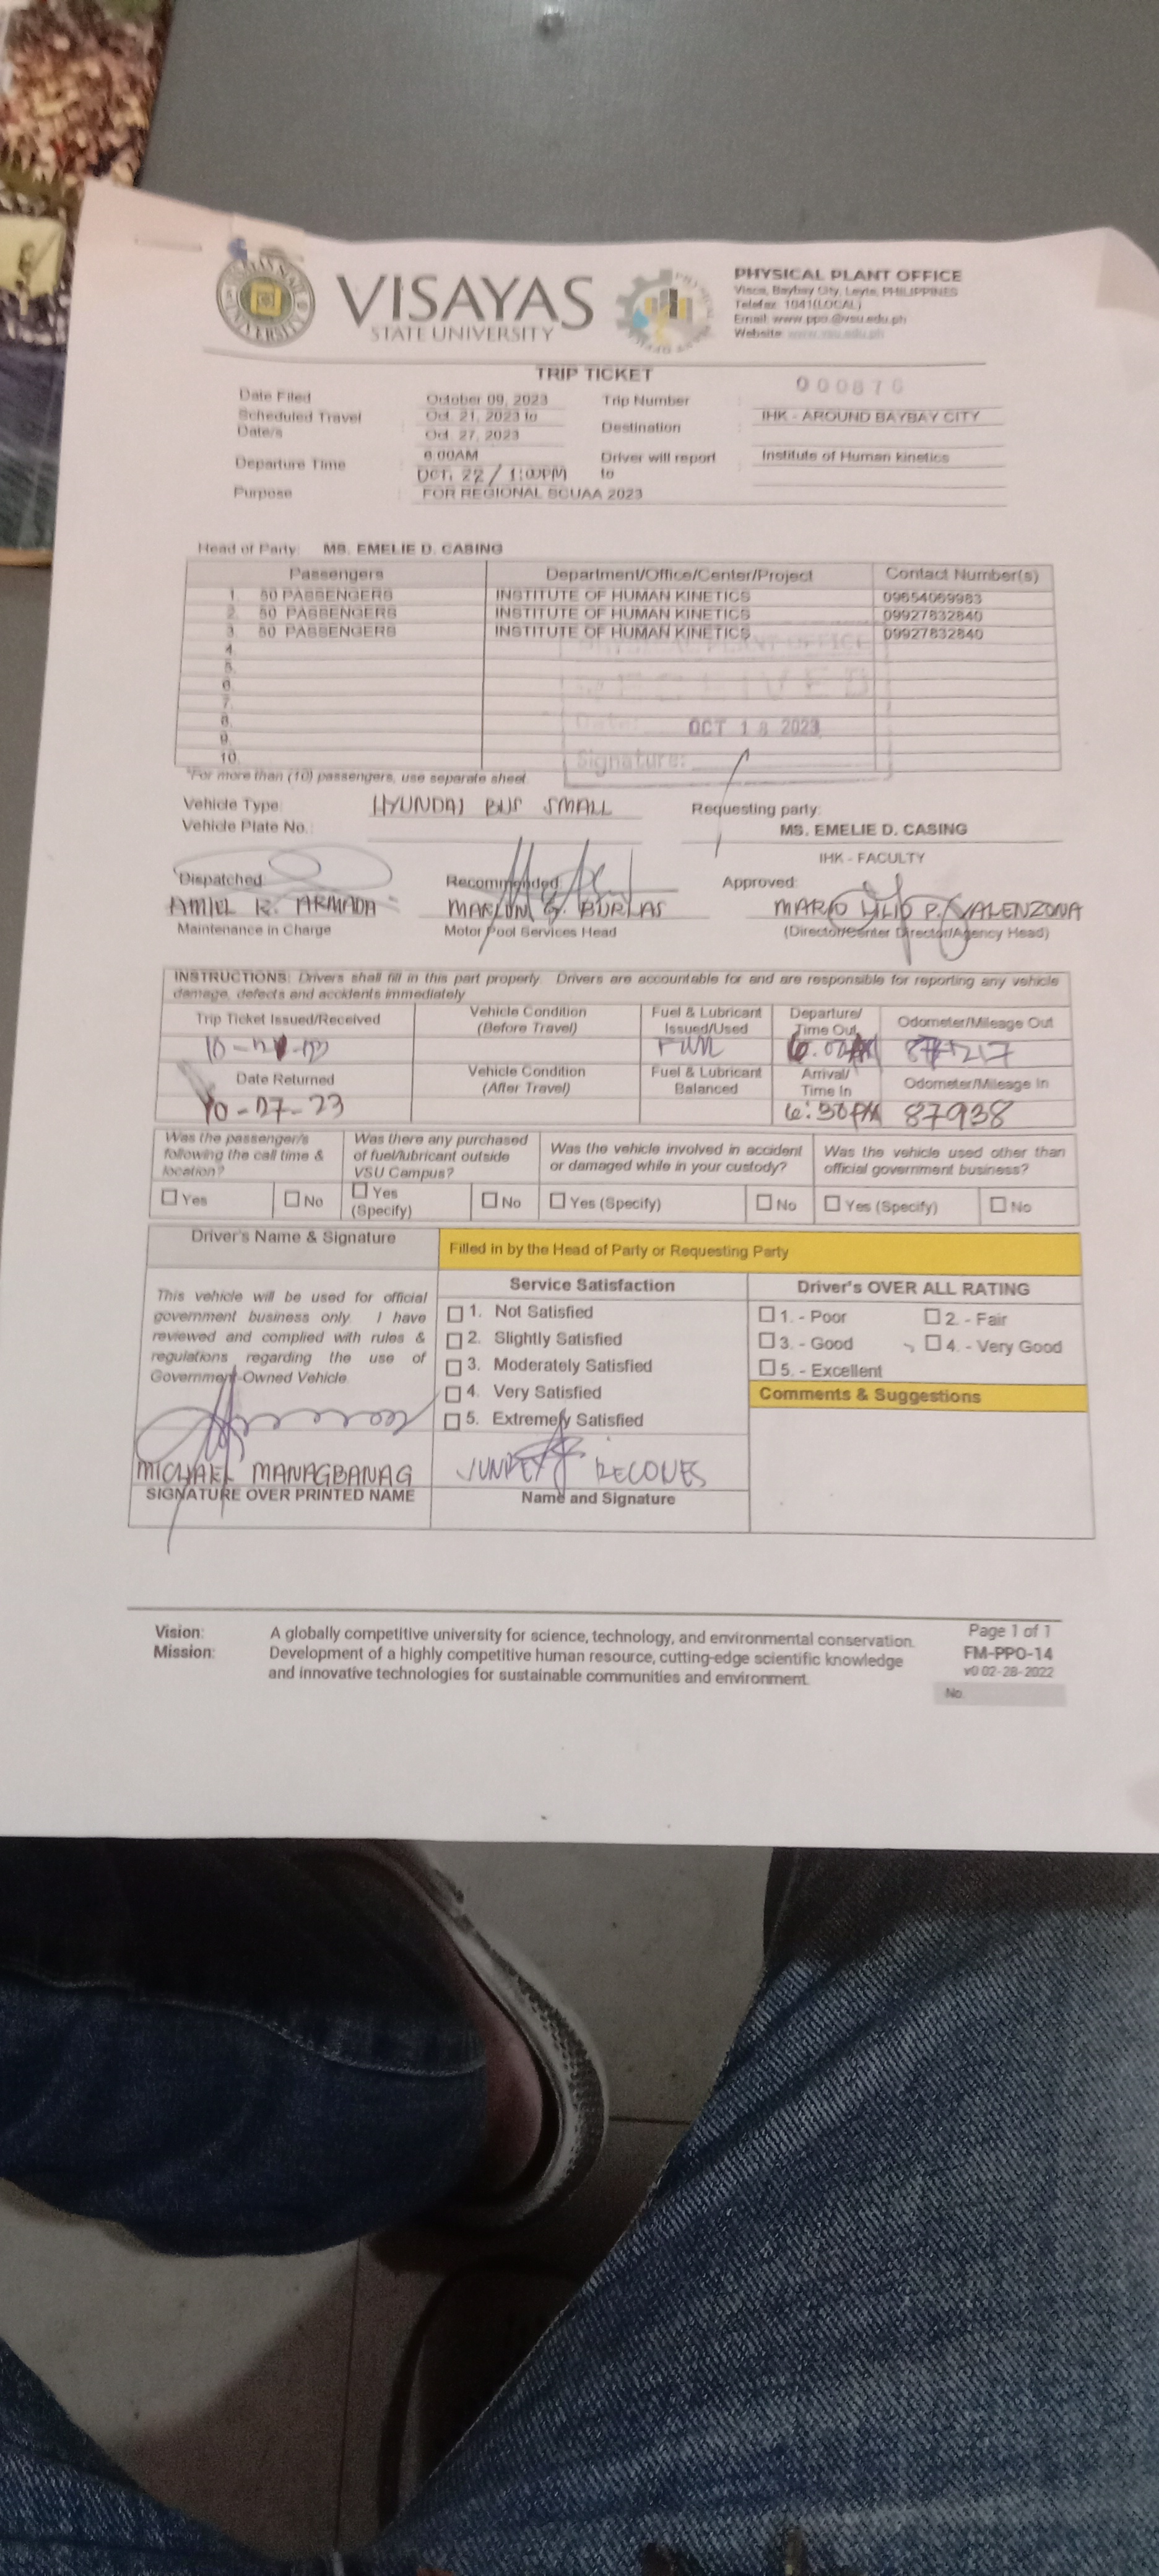 VISAYAS
STATE UNIVERSITY
PHYSICAL PLANT OFFICE
Visca, Baybay City, Leyte, PHILIPPINES
Telefax: 1041(LOCAL)
Email: www.ppo.@vsu.edu.ph
Website: www.vsu.edu.ph
TRIP TICKET
Date Filed October 09, 2023 Trip Number 000876
Scheduled Travel Date/s Oct. 21, 2023 to Oct. 27, 2023 Destination IHK - AROUND BAYBAY CITY
Departure Time 6:00AM OCT. 22 / 1:00PM Driver will report to Institute of Human kinetics
Purpose FOR REGIONAL SCUAA 2023
Head of Party: MS. EMELIE D. CASING
Passengers Department/Office/Center/Project Contact Number(s)
1. 50 PASSENGERS INSTITUTE OF HUMAN KINETICS 09654069983
2. 50 PASSENGERS INSTITUTE OF HUMAN KINETICS 09927832840
3. 50 PASSENGERS INSTITUTE OF HUMAN KINETICS 09927832840
4.
PHYSICAL PLANT OFFICE
5.
6.
RECEIVED
7.
8.
Date: OCT 18 2023
9.
10.
Signature:
*For more than (10) passengers, use separate sheet.
Vehicle Type: HYUNDAI BUS SMALL Requesting party:
Vehicle Plate No.: MS. EMELIE D. CASING
IHK - FACULTY
Dispatched Recommended: Approved:
AMIEL R. ARMADA MARLON G. BURLAS MARIO LILIO P. VALENZONA
Maintenance in Charge Motor Pool Services Head (Director/Center Director/Agency Head)
INSTRUCTIONS: Drivers shall fill in this part properly. Drivers are accountable for and are responsible for reporting any vehicle
damage, defects and accidents immediately
Trip Ticket Issued/Received Vehicle Condition (Before Travel) Fuel & Lubricant Issued/Used Departure/ Time Out Odometer/Mileage Out
Date Returned Vehicle Condition (After Travel) Fuel & Lubricant Balanced Arrival/ Time In Odometer/Mileage In
10-27-23 6:30PM 87938
Was the passenger/s following the call time & location? Was there any purchased of fuel/lubricant outside VSU Campus? Was the vehicle involved in accident or damaged while in your custody? Was the vehicle used other than official government business?
Yes No Yes (Specify) No Yes (Specify) No Yes (Specify) No
Driver's Name & Signature Filled in by the Head of Party or Requesting Party
Service Satisfaction Driver's OVER ALL RATING
This vehicle will be used for official
government business only. I have
reviewed and complied with rules &
regulations regarding the use of
Government-Owned Vehicle.
1. Not Satisfied
2. Slightly Satisfied
3. Moderately Satisfied
4. Very Satisfied
5. Extremely Satisfied
1. - Poor 2. - Fair
3. - Good 4. - Very Good
5. - Excellent
Comments & Suggestions
MICHAEL MANAGBANAG
SIGNATURE OVER PRINTED NAME
RECONES
Name and Signature
Vision: A globally competitive university for science, technology, and environmental conservation.
Mission: Development of a highly competitive human resource, cutting-edge scientific knowledge
and innovative technologies for sustainable communities and environment.
Page 1 of 1
FM-PPO-14
v0 02-28-2022
No.